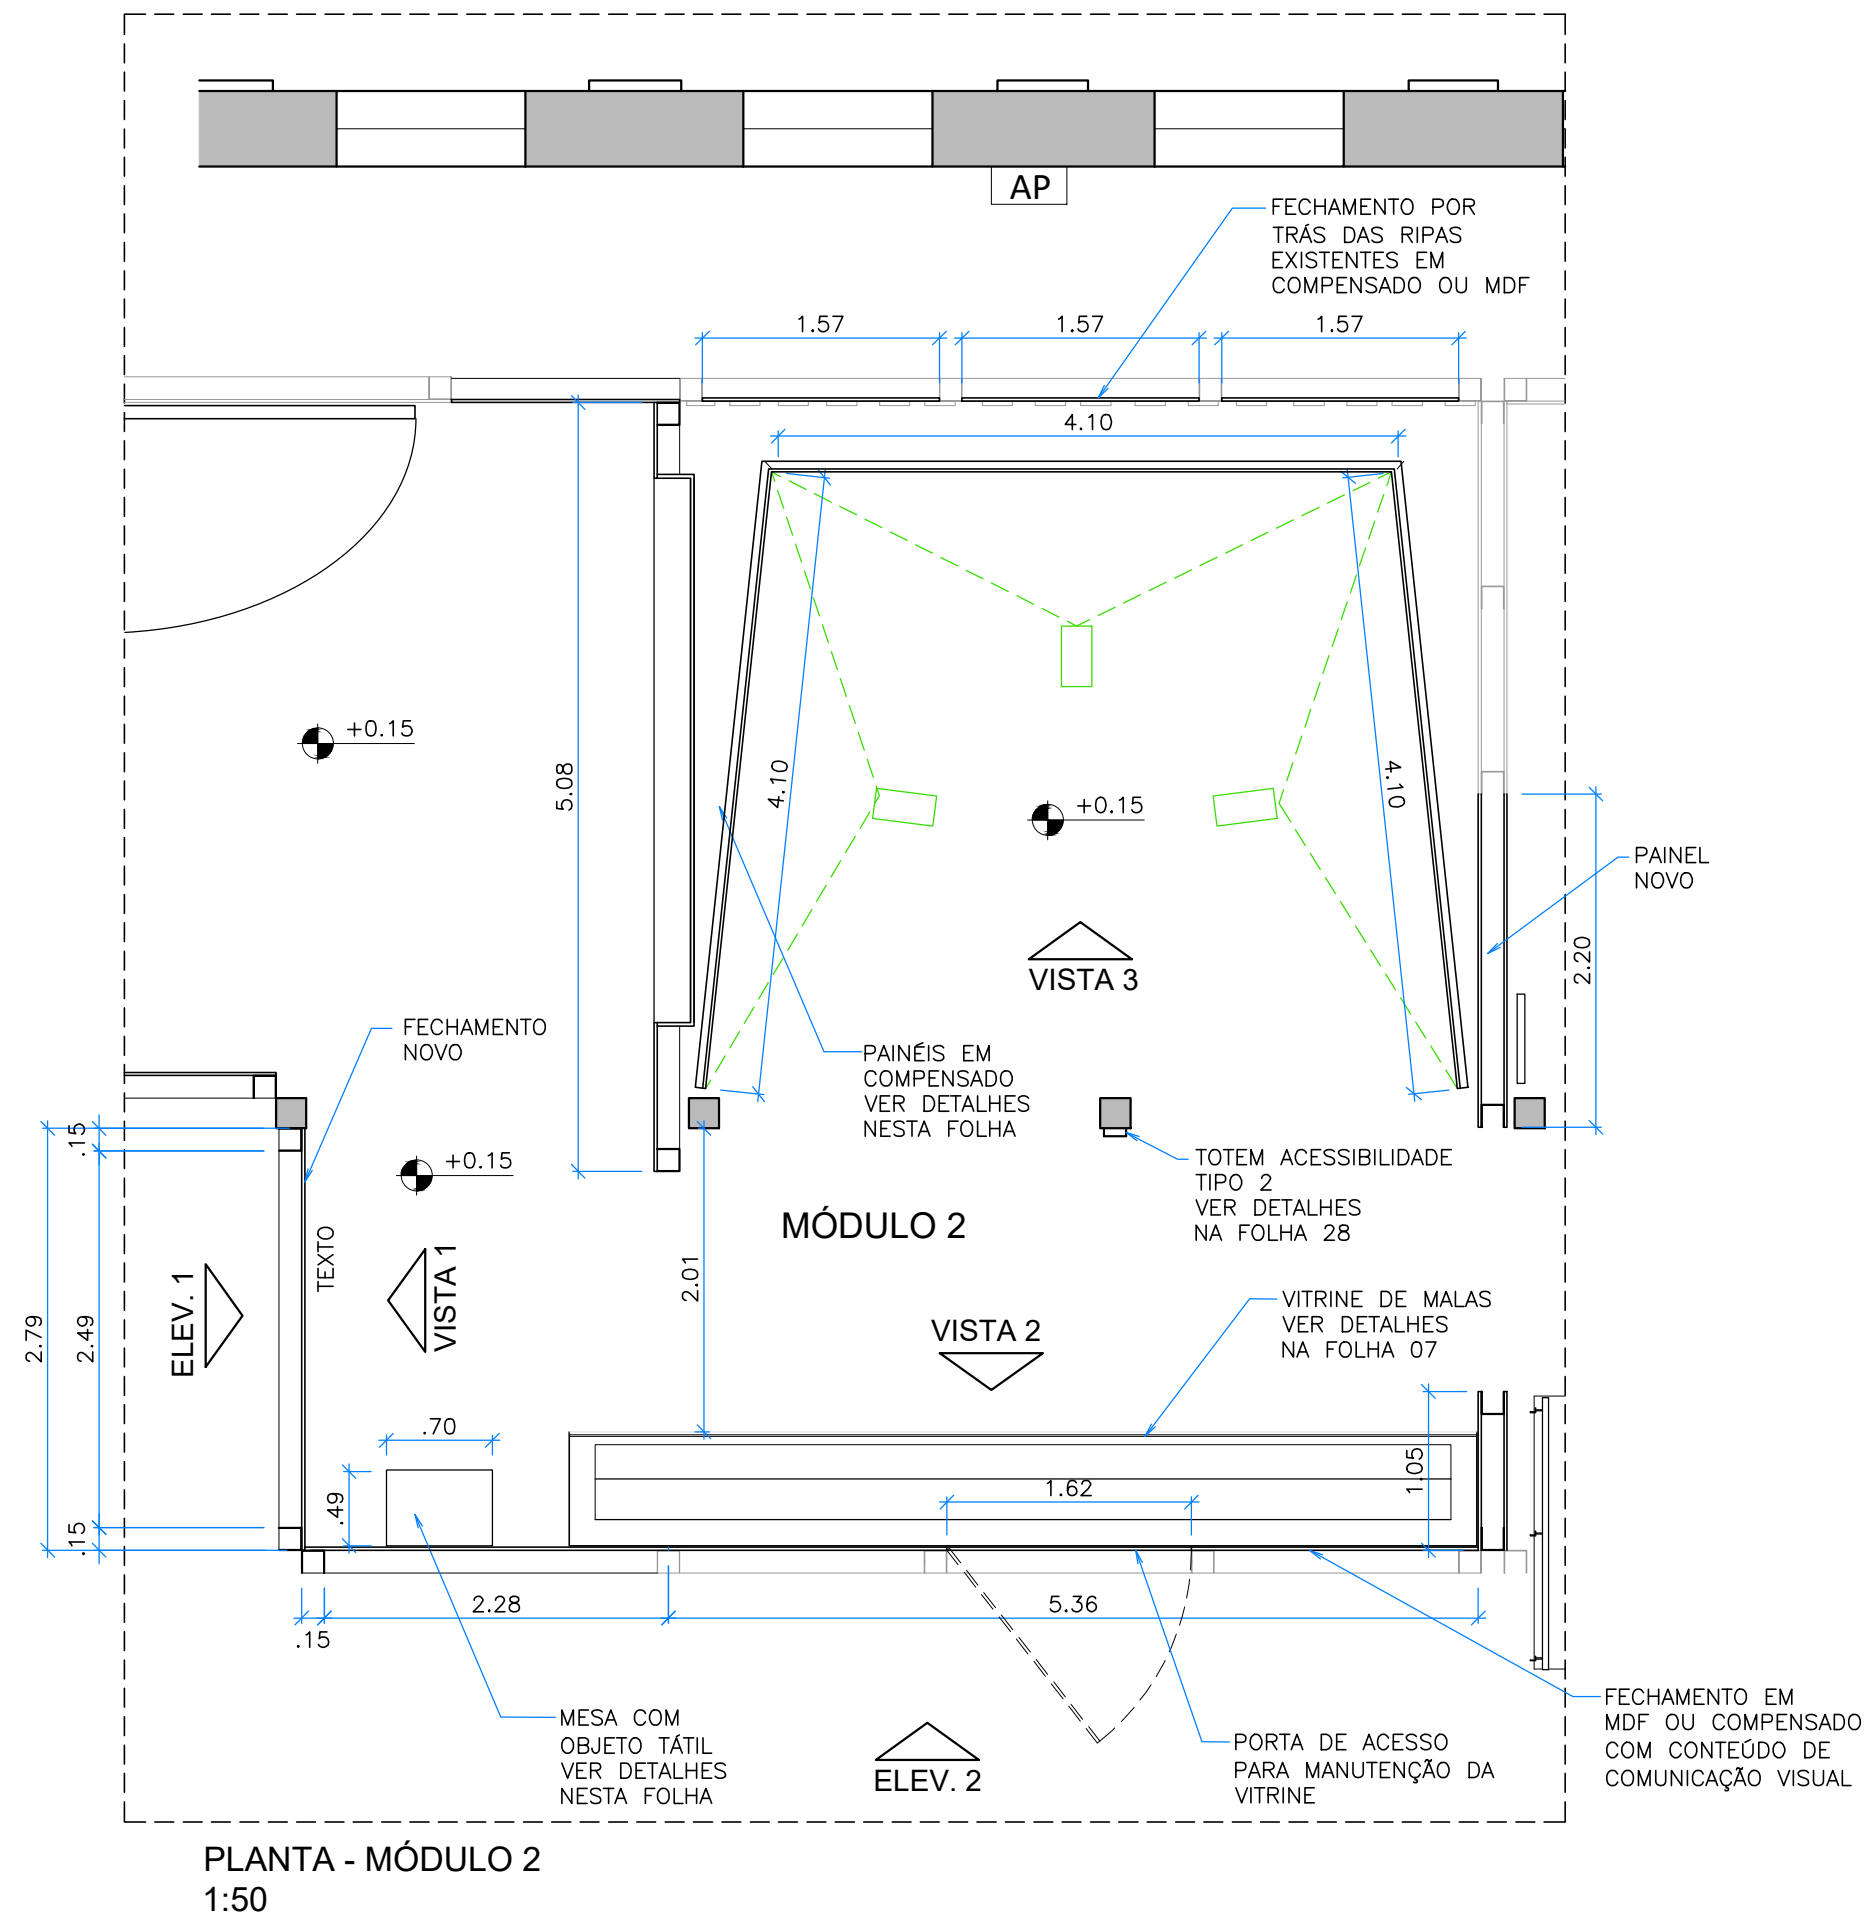 AP
FECHAMENTO POR
TRÁS DAS RIPAS
EXISTENTES EM
COMPENSADO OU MDF
1.57
1.57
1.57
4.10
+0.15
5.08
4.10
4.10
+0.15
PAINEL
NOVO
2.20
VISTA 3
FECHAMENTO
NOVO
PAINÉIS EM
COMPENSADO
VER DETALHES
NESTA FOLHA
.15
+0.15
TOTEM ACESSIBILIDADE
TIPO 2
VER DETALHES
NA FOLHA 28
MÓDULO 2
TEXTO
2.01
ELEV. 1
VISTA 1
2.79
2.49
VITRINE DE MALAS
VER DETALHES
NA FOLHA 07
VISTA 2
.70
.49
1.62
1.05
.15
2.28
5.36
.15
MESA COM
OBJETO TÁTIL
VER DETALHES
NESTA FOLHA
ELEV. 2
PORTA DE ACESSO
PARA MANUTENÇÃO DA
VITRINE
FECHAMENTO EM
MDF OU COMPENSADO
COM CONTEÚDO DE
COMUNICAÇÃO VISUAL
PLANTA - MÓDULO 2
1:50